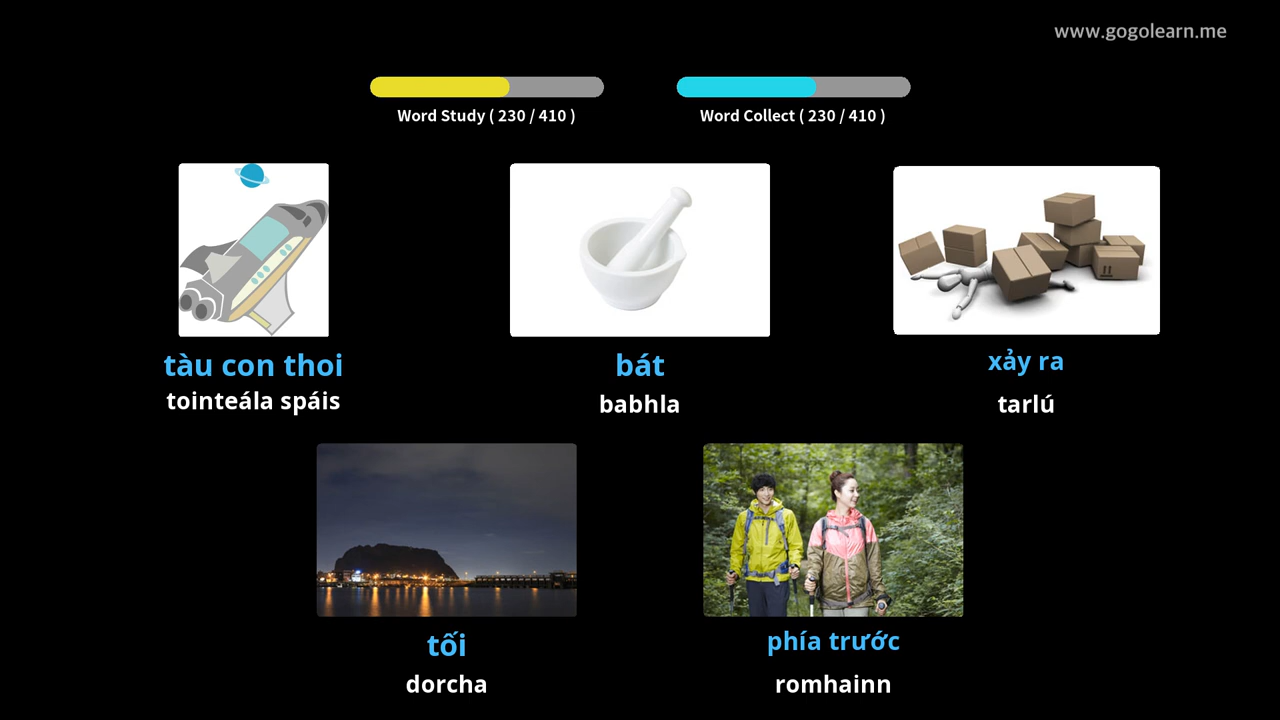 www.gogolearn.me
Word Study ( 230 / 410 )
Word Collect ( 230 / 410 )
tàu con thoi
tointeála spáis
bát
babhla
xảy ra
tarlú
tối
dorcha
phía trước
romhainn